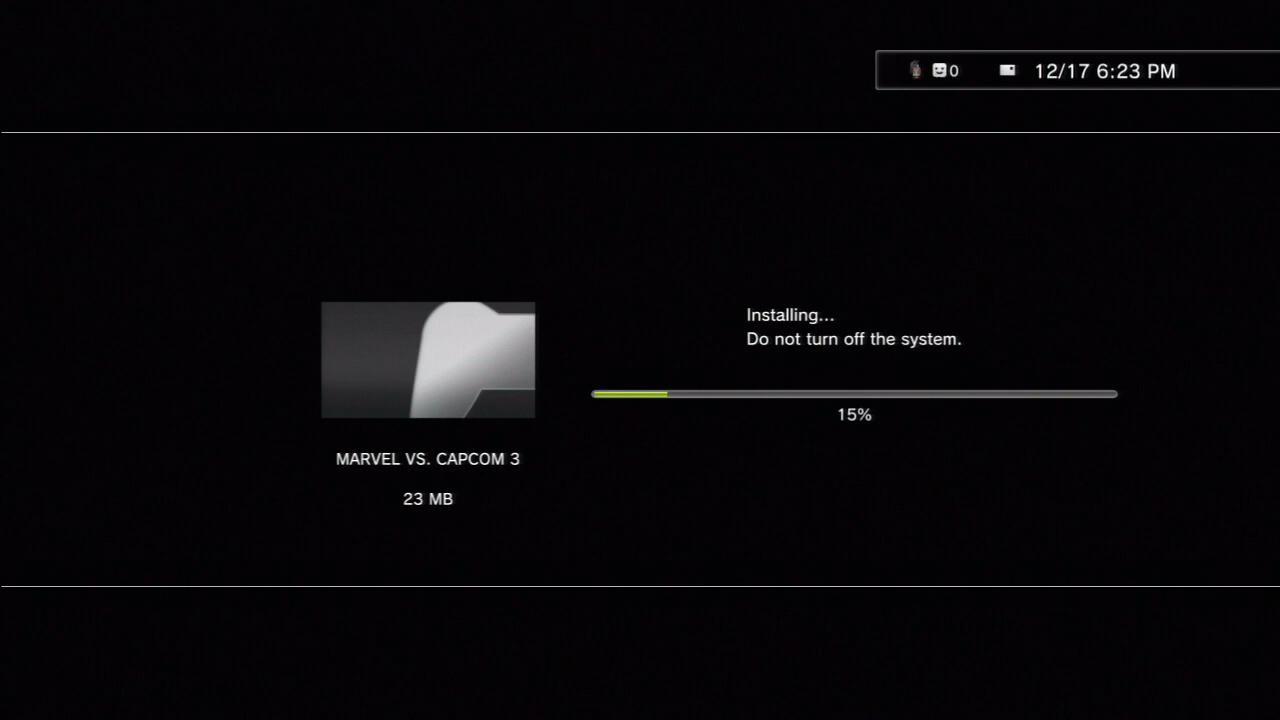 0 12/17 6:23 PM
Installing...
Do not turn off the system.
15%
MARVEL VS. CAPCOM 3
23 MB